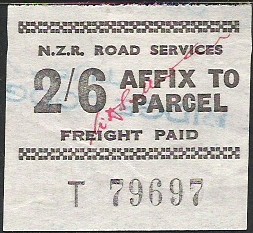 N.Z.R. ROAD SERVICES
2/6 AFFIX TO PARCEL
FREIGHT PAID
T 79697